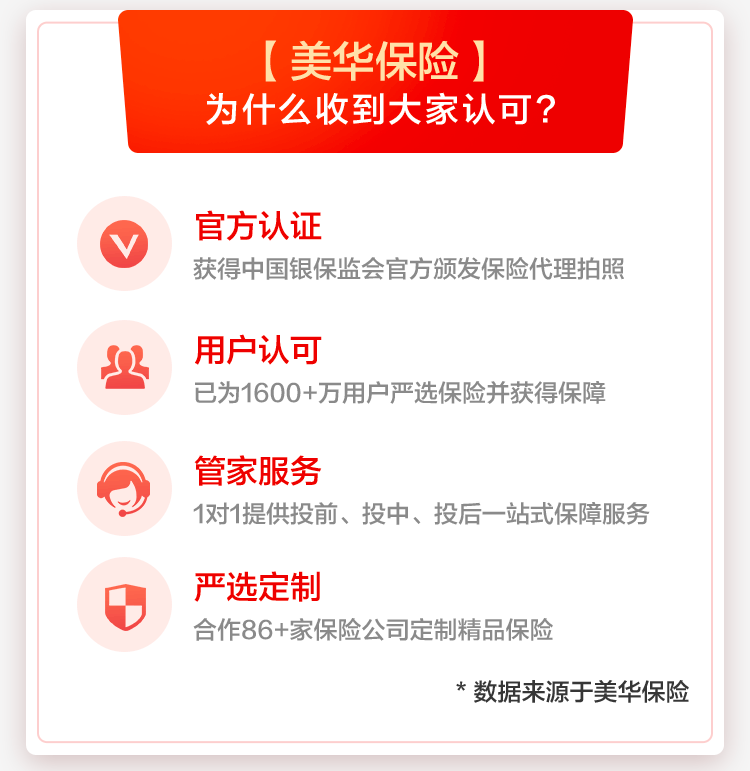 【 美华保险 】
为什么收到大家认可?
官方认证
获得中国银保监会官方颁发保险代理拍照
用户认可
已为1600+万用户严选保险并获得保障
管家服务
1对1提供投前、投中、投后一站式保障服务
严选定制
合作86+家保险公司定制精品保险
* 数据来源于美华保险